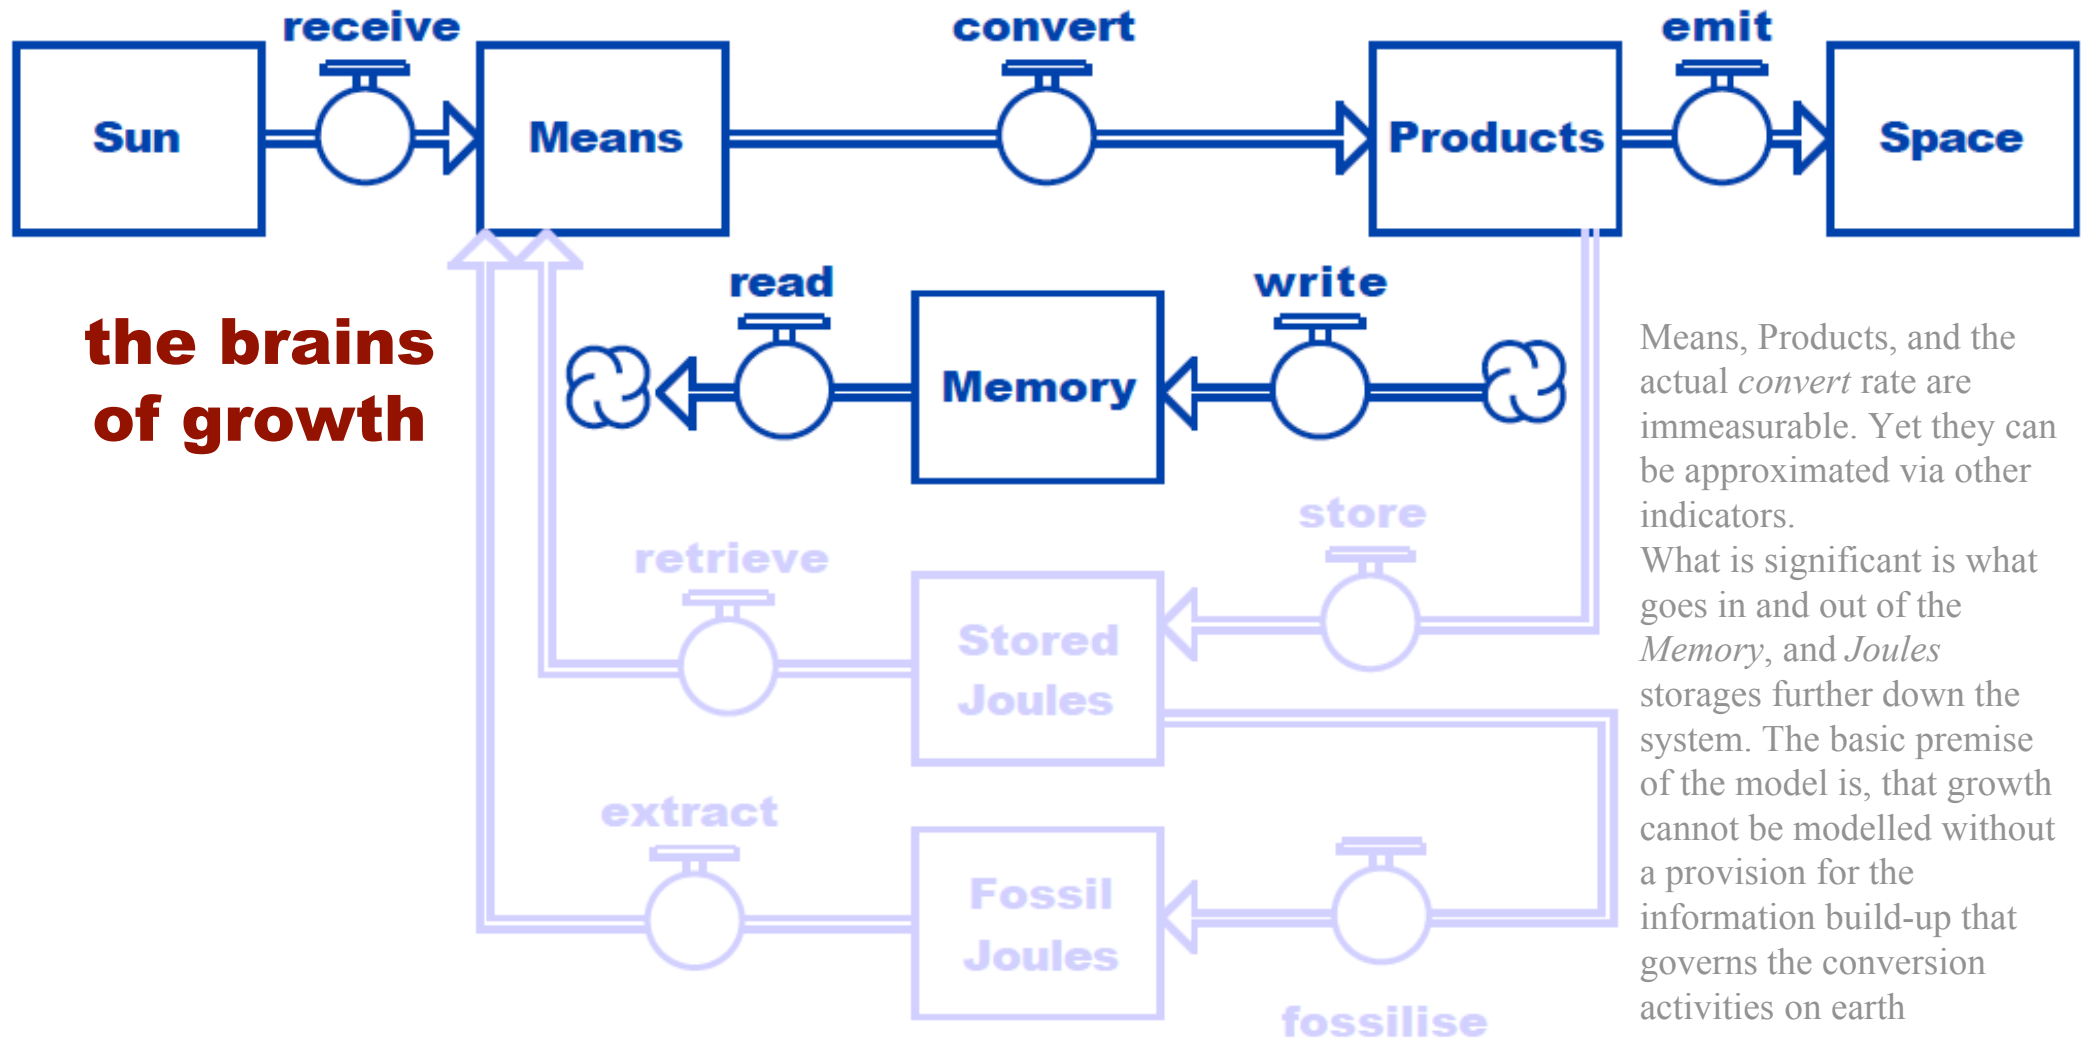 receive
convert
emit
Sun
Means
Products
Space
the brains
of growth
read
write
Memory
Means, Products, and the
actual convert rate are
immeasurable. Yet they can
be approximated via other
indicators.
What is significant is what
goes in and out of the
Memory, and Joules
storages further down the
system. The basic premise
of the model is, that growth
cannot be modelled without
a provision for the
information build-up that
governs the conversion
activities on earth
store
retrieve
Stored
Joules
extract
Fossil
Joules
fossilise